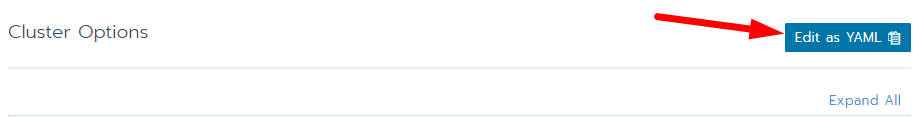 Cluster Options
Edit as YAML
Expand All